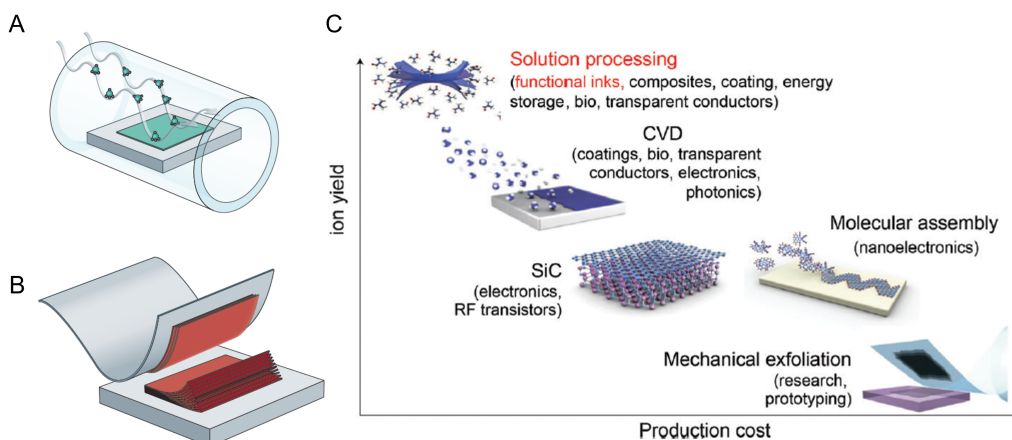 A
B
C
ion yield
Solution processing
(functional inks, composites, coating, energy
storage, bio, transparent conductors)
CVD
(coatings, bio, transparent
conductors, electronics,
photonics)
SiC
(electronics,
RF transistors)
Molecular assembly
(nanoelectronics)
Mechanical exfoliation
(research,
prototyping)
Production cost